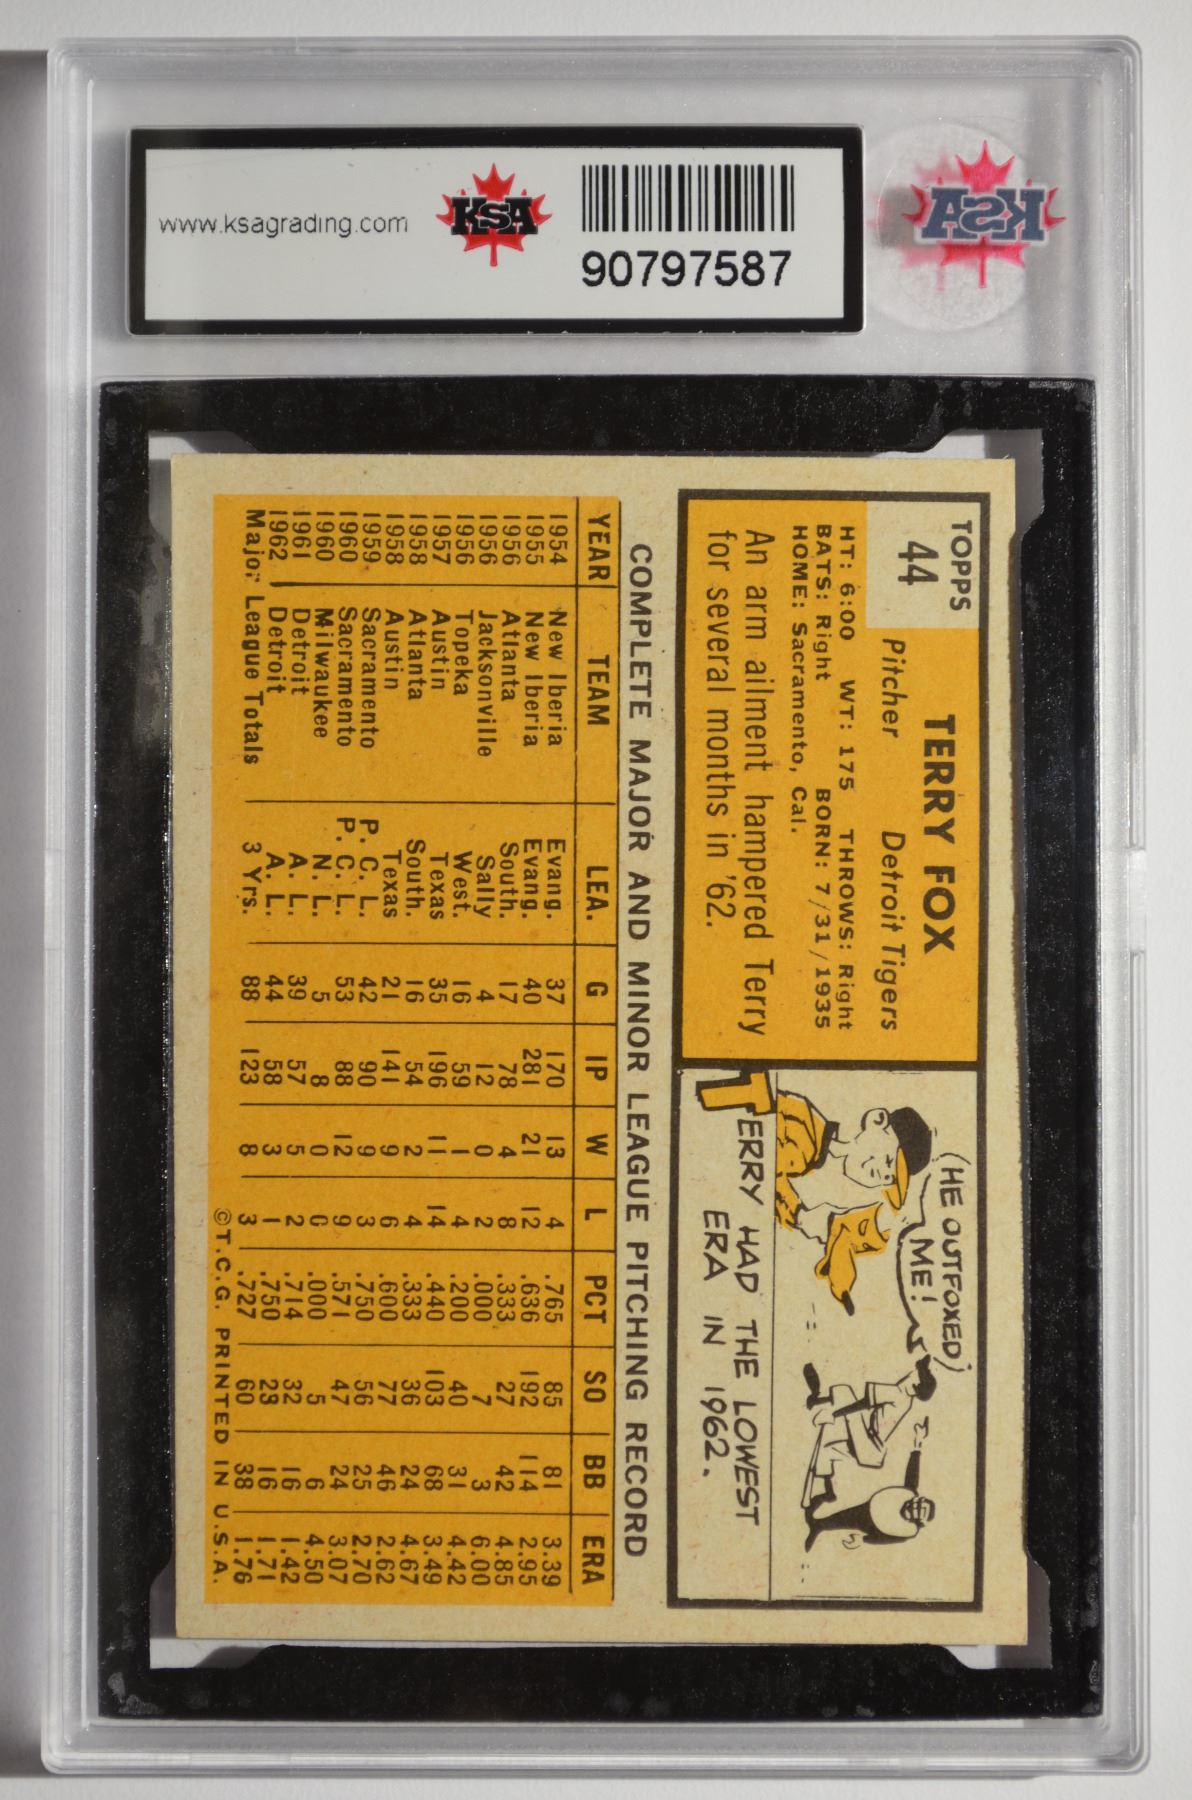 www.ksagrading.com
KSA
90797587
KSA
TOPPS
44
TERRY FOX
Pitcher Detroit Tigers
HT: 6:00 WT: 175 THROWS: Right
BATS: Right BORN: 7/31/1935
HOME: Sacramento, Cal.
An arm ailment hampered Terry
for several months in '62.
(HE OUTFOXED)
ME!
TERRY HAD THE LOWEST
ERA IN 1962.
COMPLETE MAJOR AND MINOR LEAGUE PITCHING RECORD
YEAR TEAM LEA. G IP W L PCT SO BB ERA
1954 New Iberia Evang. 37 170 13 4 .765 85 81 3.39
1955 New Iberia Evang. 40 281 21 12 .636 192 114 2.95
1956 Atlanta South. 17 78 4 8 .333 27 42 4.85
1956 Jacksonville Sally 4 12 0 2 .000 7 3 6.00
1956 Topeka West. 16 59 1 4 .200 40 31 4.42
1957 Austin Texas 35 196 11 14 .440 103 68 3.49
1958 Atlanta South. 16 54 2 4 .333 36 24 4.67
1958 Austin Texas 21 141 9 6 .600 77 46 2.62
1959 Sacramento P. C. L. 42 90 9 3 .750 56 25 2.70
1960 Sacramento P. C. L. 53 88 12 9 .571 47 24 3.07
1960 Milwaukee N. L. 5 8 0 0 .000 5 6 4.50
1961 Detroit A. L. 39 57 5 2 .714 32 16 1.42
1962 Detroit A. L. 44 58 3 1 .750 23 16 1.71
Major League Totals 3 Yrs. 88 123 8 3 .727 60 38 1.76
©T.C.G. PRINTED IN U.S.A.